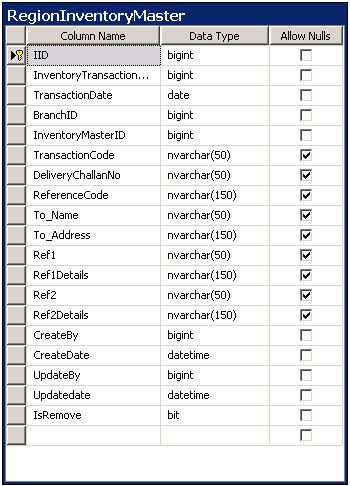 RegionInventoryMaster
Column Name Data Type Allow Nulls
IID bigint
InventoryTransaction... bigint
TransactionDate date
BranchID bigint
InventoryMasterID bigint
TransactionCode nvarchar(50)
DeliveryChallanNo nvarchar(50)
ReferenceCode nvarchar(150)
To_Name nvarchar(50)
To_Address nvarchar(150)
Ref1 nvarchar(50)
Ref1Details nvarchar(150)
Ref2 nvarchar(50)
Ref2Details nvarchar(150)
CreateBy bigint
CreateDate datetime
UpdateBy bigint
Updatedate datetime
IsRemove bit